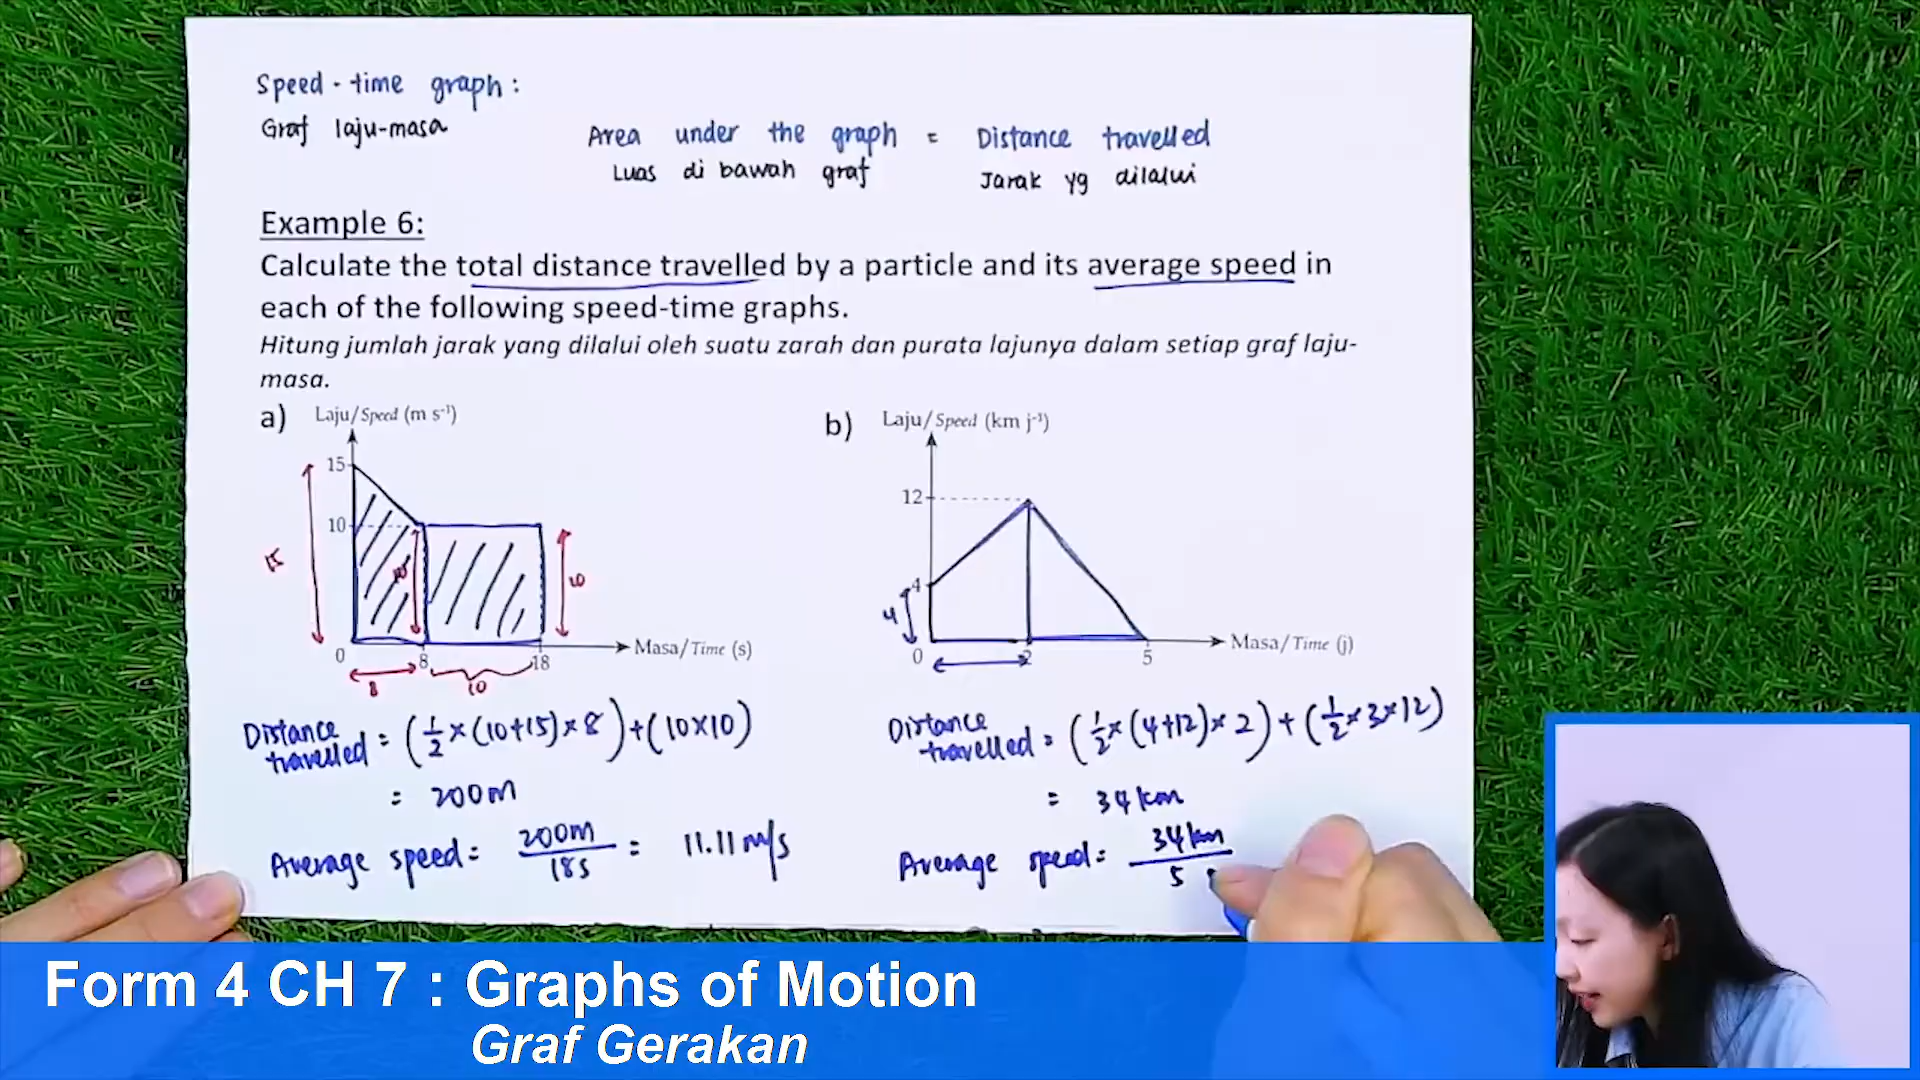 Speed - time graph :
Graf laju-masa
Area under the graph = Distance travelled
Luas di bawah graf Jarak yg dilalui
Example 6:
Calculate the total distance travelled by a particle and its average speed in
each of the following speed-time graphs.
Hitung jumlah jarak yang dilalui oleh suatu zarah dan purata lajunya dalam setiap graf laju-
masa.
a) Laju/Speed (m s⁻¹)
15
10
15
10
10
0 8 18 Masa/Time (s)
8 10
Distance travelled = (½ × (10+15) × 8) + (10×10)
= 200m
Average speed = 200m / 18s = 11.11 m/s
b) Laju/Speed (km j⁻¹)
12
4
4
0 2 5 Masa/Time (j)
Distance travelled = (½ × (4+12) × 2) + (½ × 3 × 12)
= 34km
Average speed = 34km / 5
Form 4 CH 7 : Graphs of Motion
Graf Gerakan